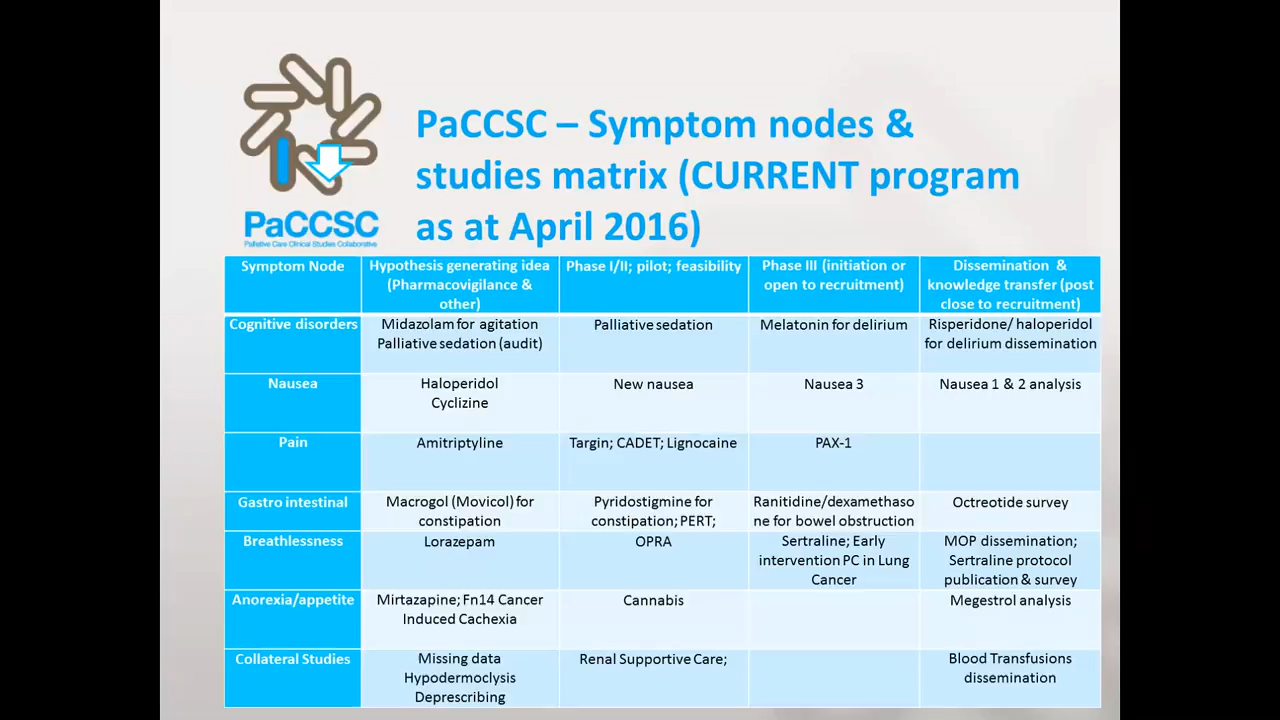 PaCCSC – Symptom nodes &
studies matrix (CURRENT program
as at April 2016)
PaCCSC
Palliative Care Clinical Studies Collaborative
Symptom Node
Hypothesis generating idea
(Pharmacovigilance &
other)
Phase I/II; pilot; feasibility
Phase III (initiation or
open to recruitment)
Dissemination &
knowledge transfer (post
close to recruitment)
Cognitive disorders
Midazolam for agitation
Palliative sedation (audit)
Palliative sedation
Melatonin for delirium
Risperidone/ haloperidol
for delirium dissemination
Nausea
Haloperidol
Cyclizine
New nausea
Nausea 3
Nausea 1 & 2 analysis
Pain
Amitriptyline
Targin; CADET; Lignocaine
PAX-1
Gastro intestinal
Macrogol (Movicol) for
constipation
Pyridostigmine for
constipation; PERT;
Ranitidine/dexamethaso
ne for bowel obstruction
Octreotide survey
Breathlessness
Lorazepam
OPRA
Sertraline; Early
intervention PC in Lung
Cancer
MOP dissemination;
Sertraline protocol
publication & survey
Anorexia/appetite
Mirtazapine; Fn14 Cancer
Induced Cachexia
Cannabis
Megestrol analysis
Collateral Studies
Missing data
Hypodermoclysis
Deprescribing
Renal Supportive Care;
Blood Transfusions
dissemination